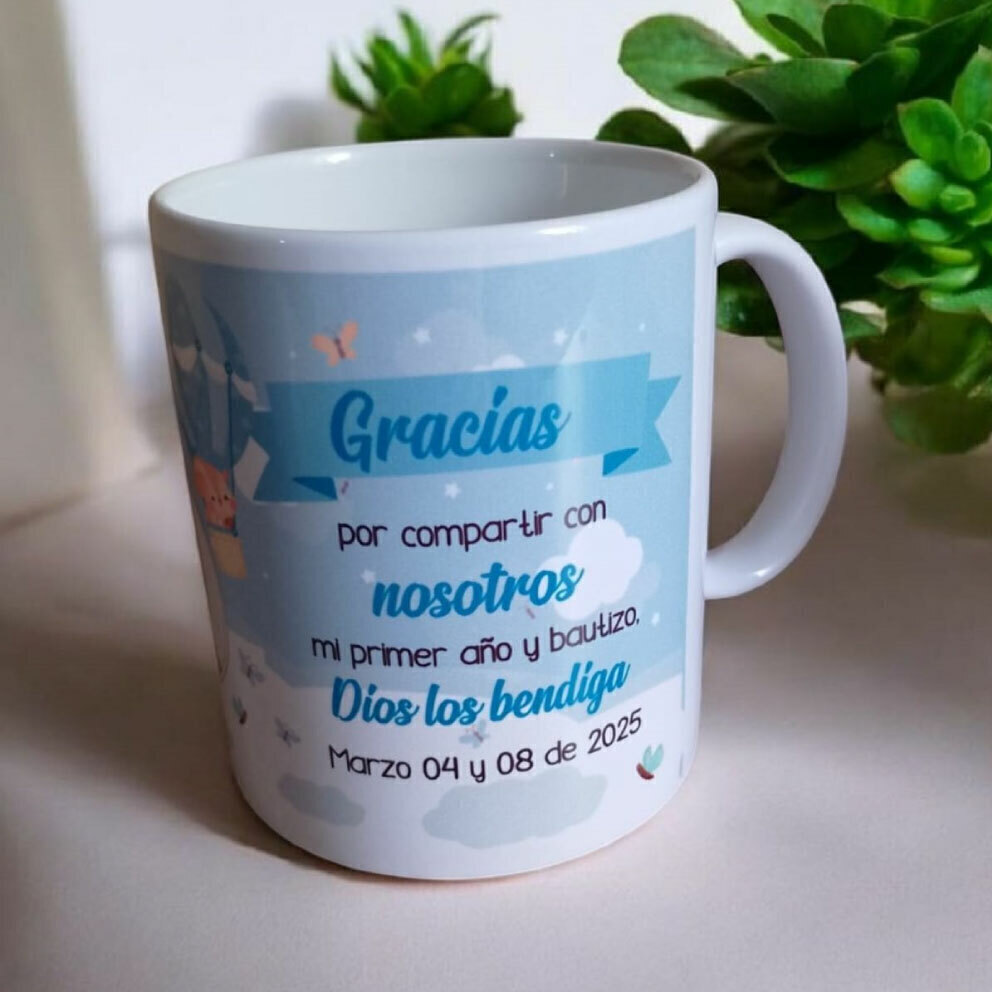 Gracias
por compartir con
nosotros
mi primer año y bautizo,
Dios los bendiga
Marzo 04 y 08 de 2025